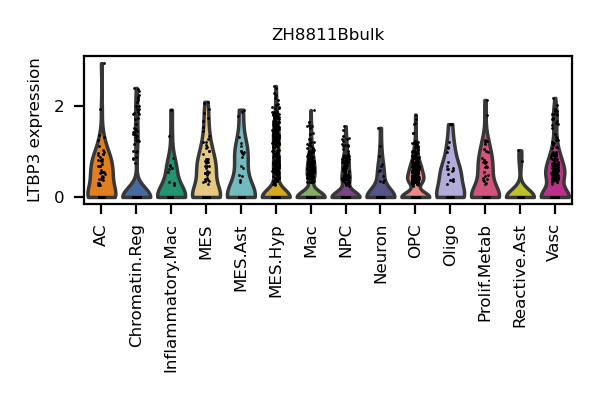 ZH8811Bbulk
LTBP3 expression
2
0
AC
Chromatin.Reg
Inflammatory.Mac
MES
MES.Ast
MES.Hyp
Mac
NPC
Neuron
OPC
Oligo
Prolif.Metab
Reactive.Ast
Vasc